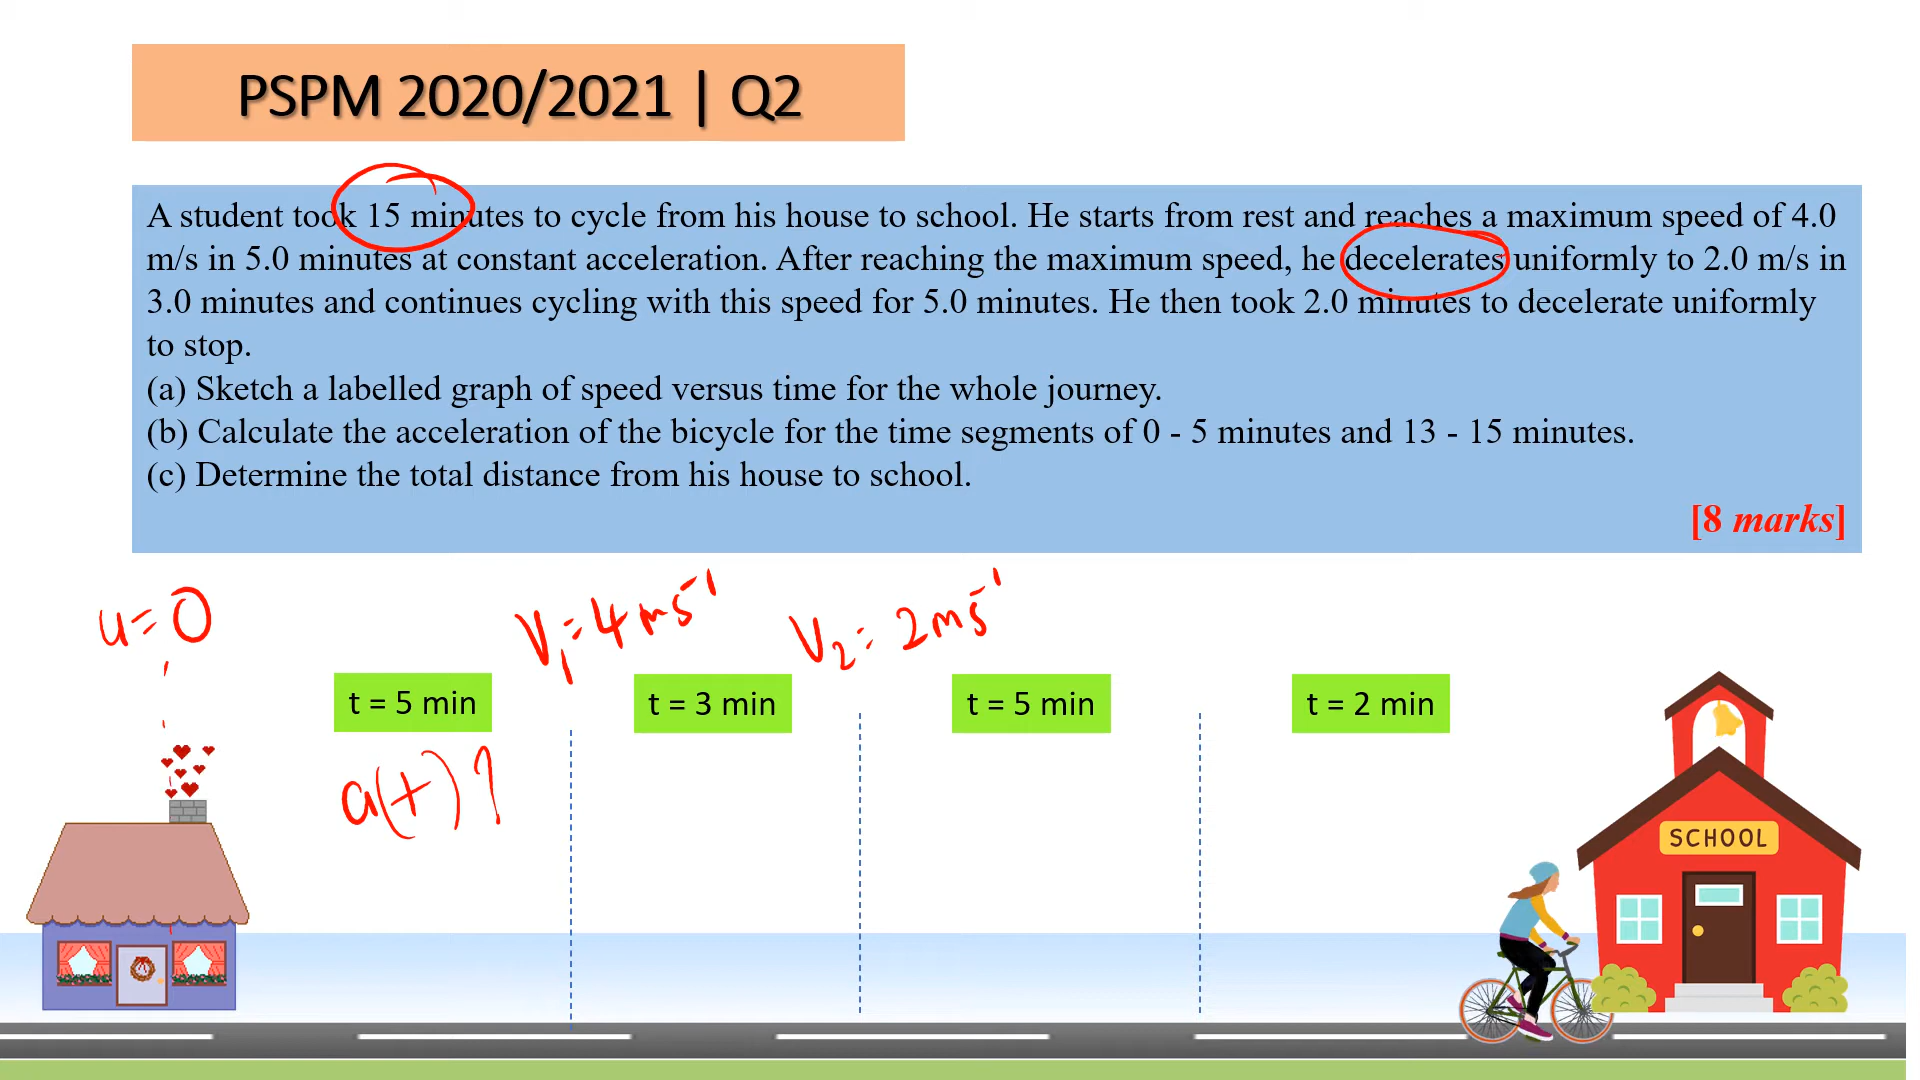 PSPM 2020/2021 | Q2
A student took 15 minutes to cycle from his house to school. He starts from rest and reaches a maximum speed of 4.0
m/s in 5.0 minutes at constant acceleration. After reaching the maximum speed, he decelerates uniformly to 2.0 m/s in
3.0 minutes and continues cycling with this speed for 5.0 minutes. He then took 2.0 minutes to decelerate uniformly
to stop.
(a) Sketch a labelled graph of speed versus time for the whole journey.
(b) Calculate the acceleration of the bicycle for the time segments of 0 - 5 minutes and 13 - 15 minutes.
(c) Determine the total distance from his house to school.
[8 marks]
u = 0
V₁ = 4 ms⁻¹
V₂ = 2 ms⁻¹
t = 5 min
t = 3 min
t = 5 min
t = 2 min
a(+)?
SCHOOL